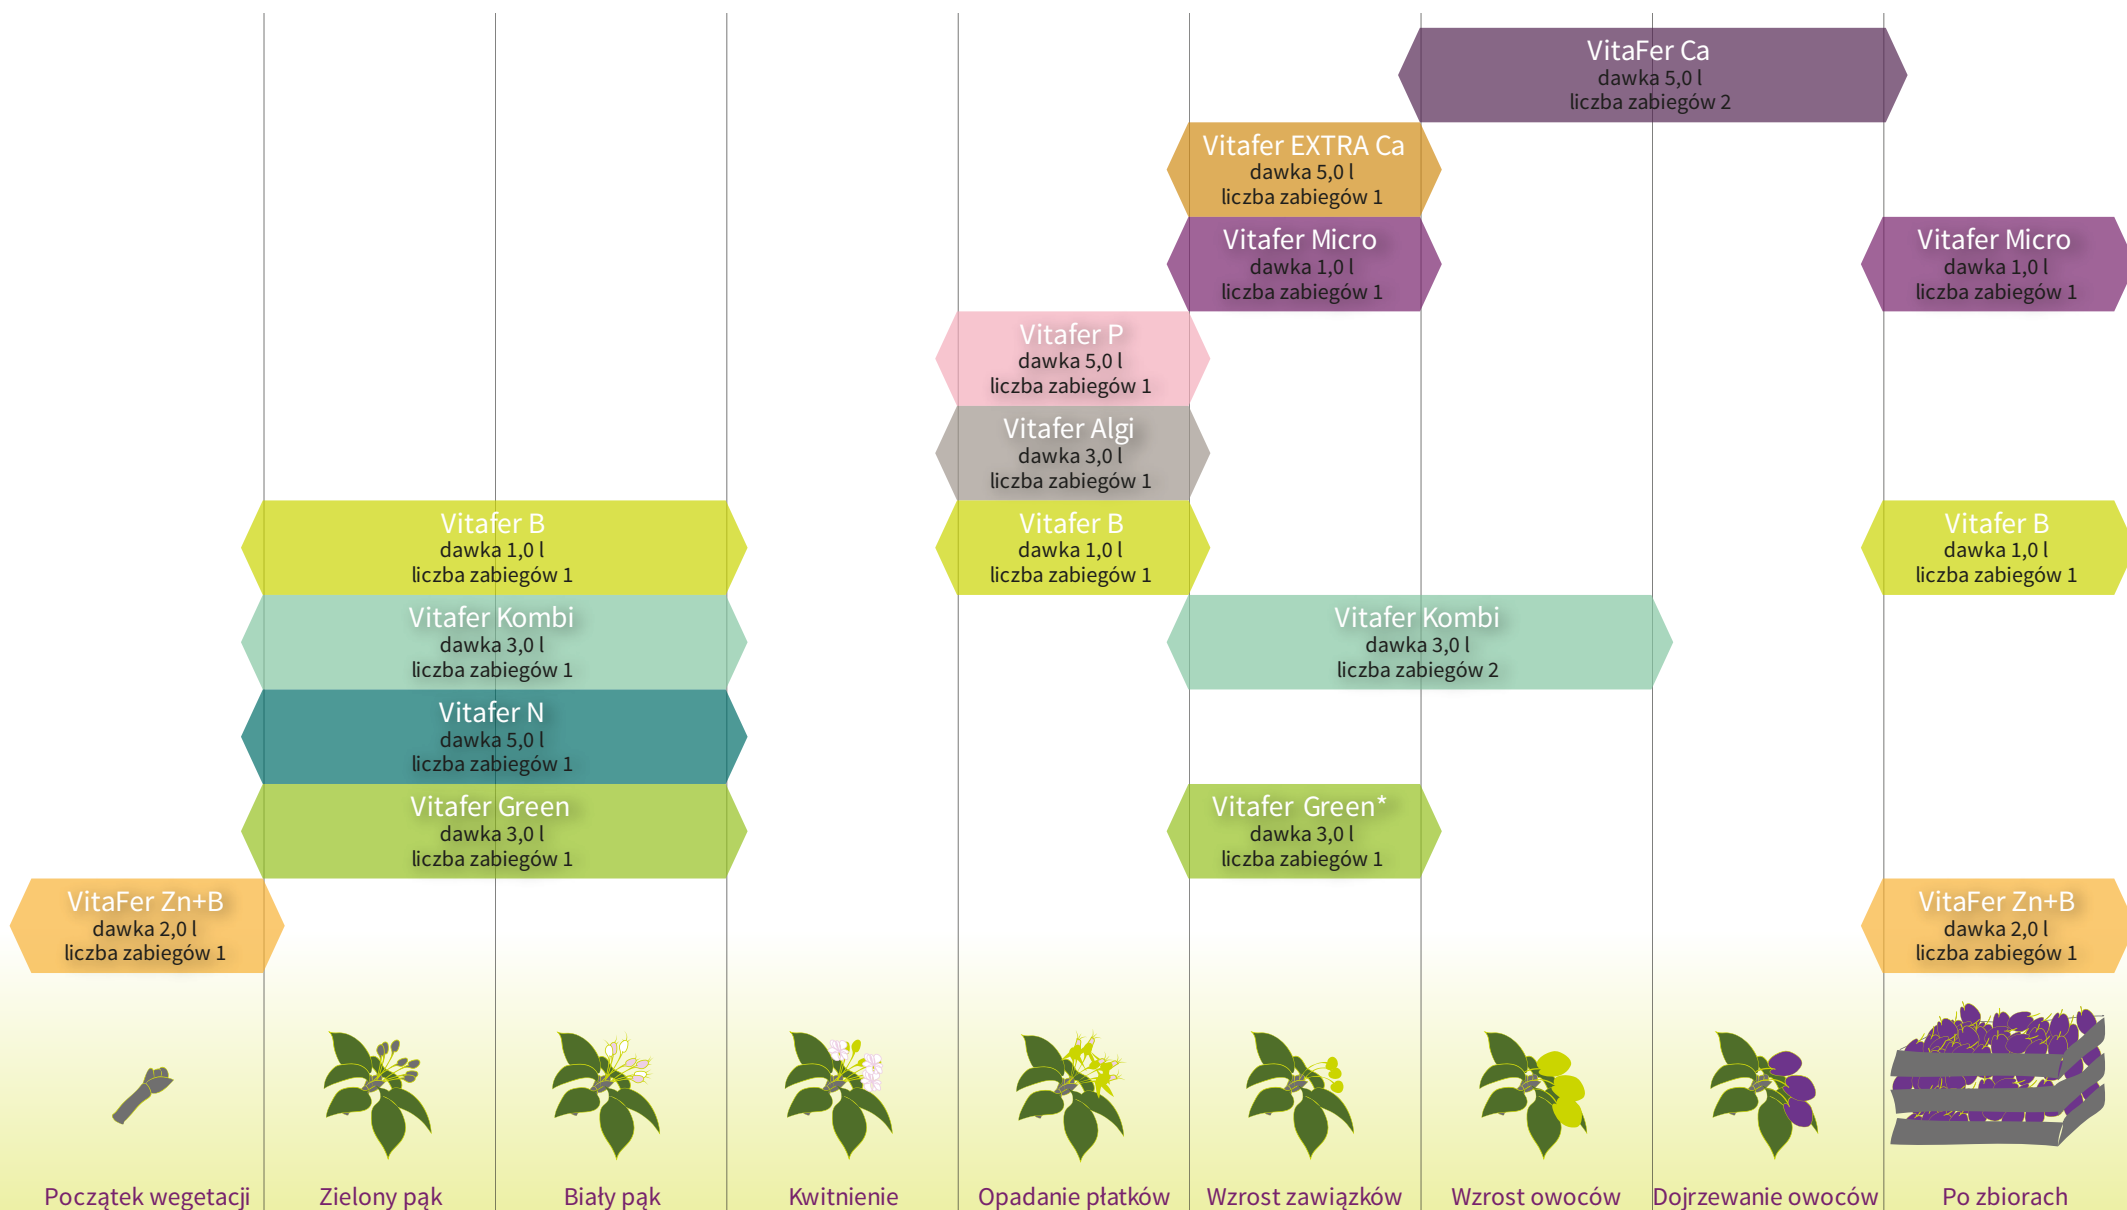 VitaFer Ca
dawka 5,0 l
liczba zabiegów 2
Vitafer EXTRA Ca
dawka 5,0 l
liczba zabiegów 1
Vitafer Micro
dawka 1,0 l
liczba zabiegów 1
Vitafer Micro
dawka 1,0 l
liczba zabiegów 1
Vitafer P
dawka 5,0 l
liczba zabiegów 1
Vitafer Algi
dawka 3,0 l
liczba zabiegów 1
Vitafer B
dawka 1,0 l
liczba zabiegów 1
Vitafer B
dawka 1,0 l
liczba zabiegów 1
Vitafer B
dawka 1,0 l
liczba zabiegów 1
Vitafer Kombi
dawka 3,0 l
liczba zabiegów 1
Vitafer Kombi
dawka 3,0 l
liczba zabiegów 2
Vitafer N
dawka 5,0 l
liczba zabiegów 1
Vitafer Green
dawka 3,0 l
liczba zabiegów 1
Vitafer Green*
dawka 3,0 l
liczba zabiegów 1
VitaFer Zn+B
dawka 2,0 l
liczba zabiegów 1
VitaFer Zn+B
dawka 2,0 l
liczba zabiegów 1
Początek wegetacji
Zielony pąk
Biały pąk
Kwitnienie
Opadanie płatków
Wzrost zawiązków
Wzrost owoców
Dojrzewanie owoców
Po zbiorach